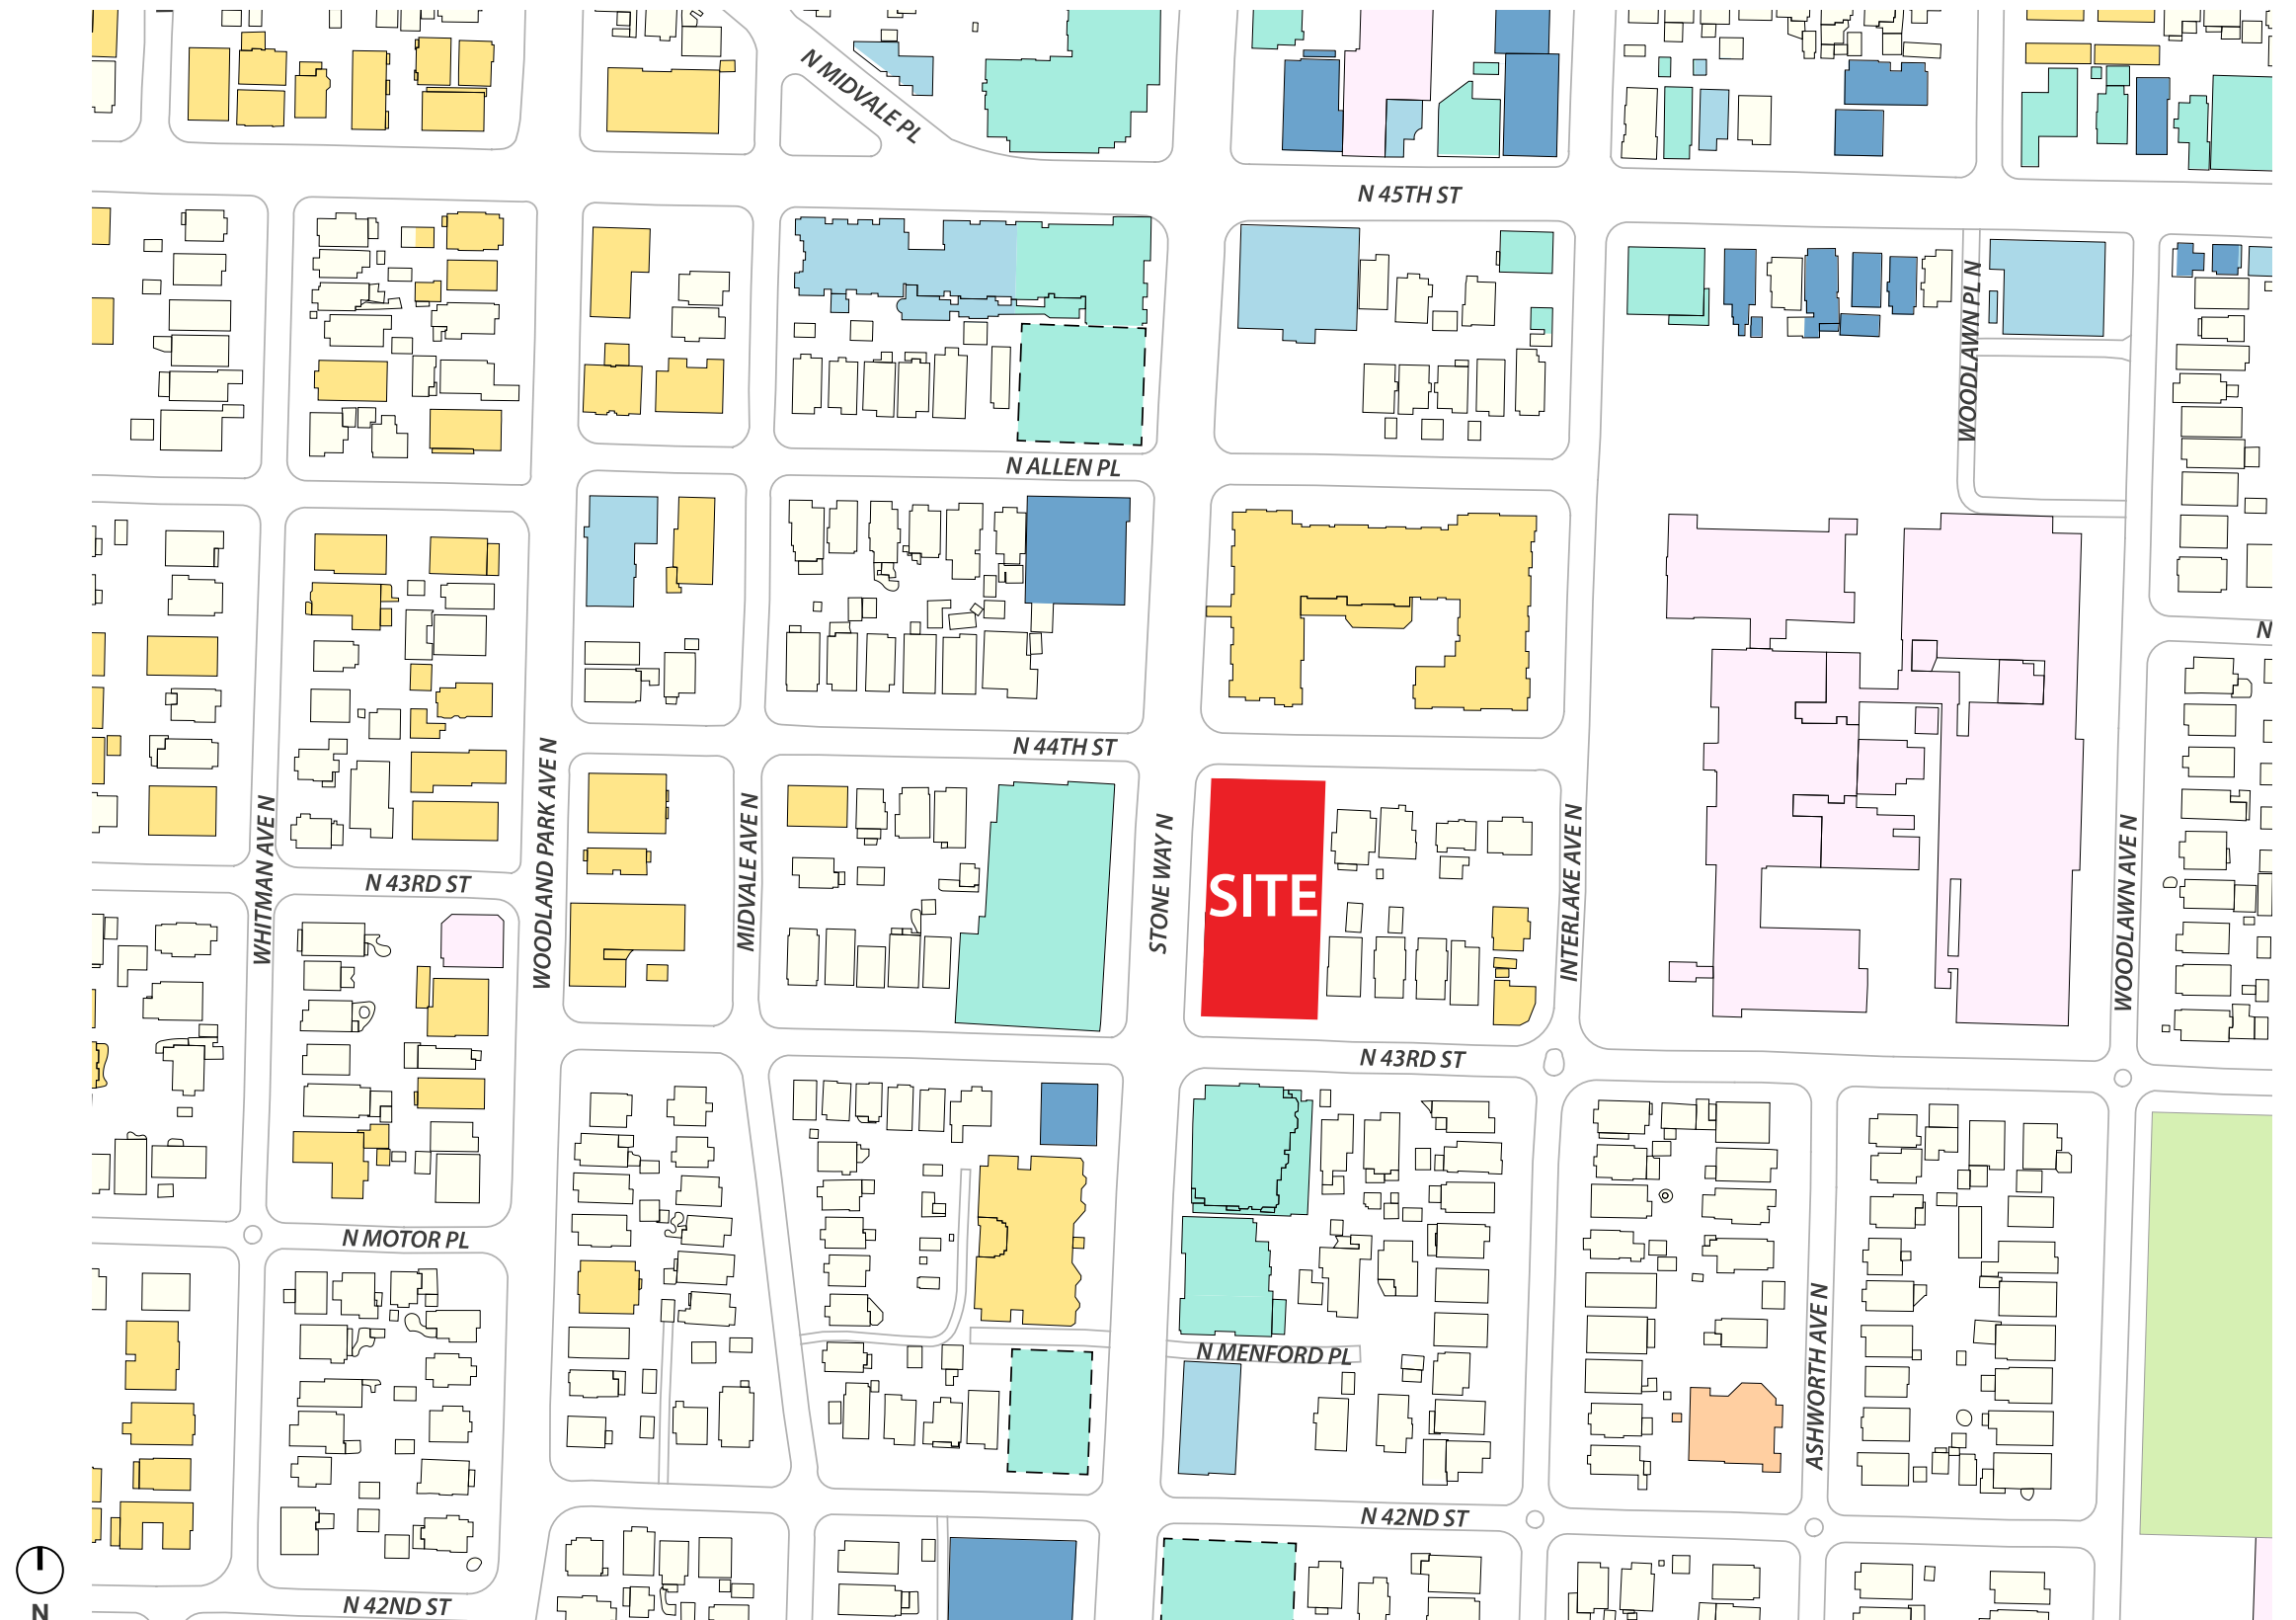 N MIDVALE PL
N 45TH ST
WOODLAWN PL N
N ALLEN PL
N
N 44TH ST
WOODLAND PARK AVE N
WHITMAN AVE N
MIDVALE AVE N
STONE WAY N
SITE
INTERLAKE AVE N
WOODLAWN AVE N
N 43RD ST
N 43RD ST
N MOTOR PL
N MENFORD PL
ASHWORTH AVE N
N 42ND ST
N 42ND ST
N